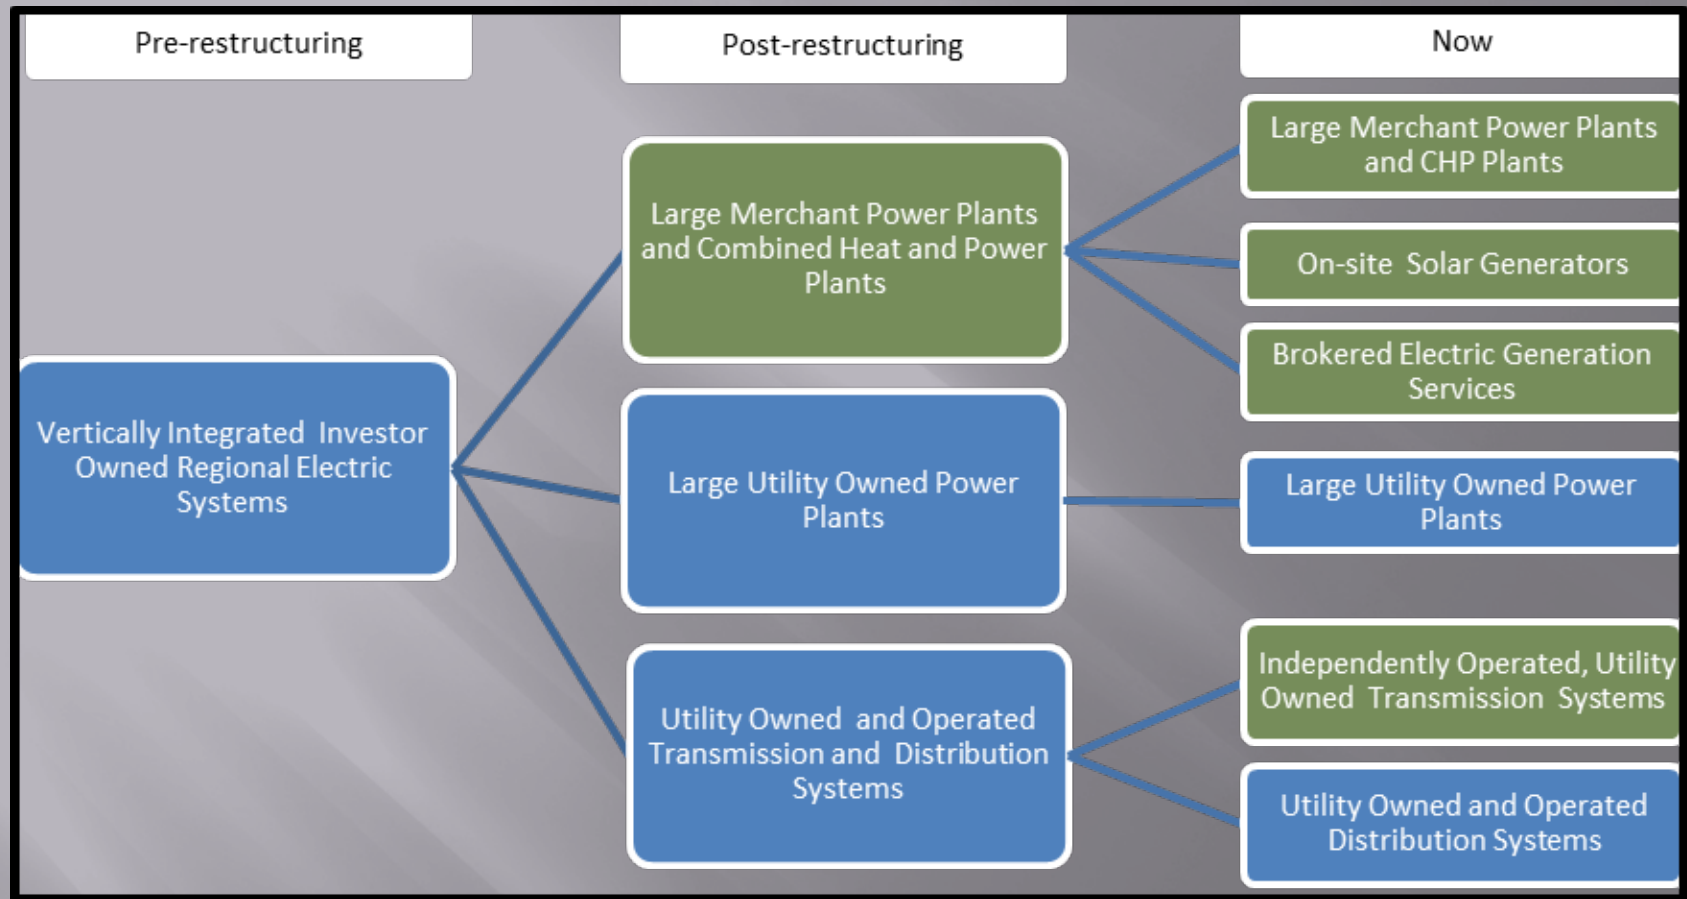 Pre-restructuring
Post-restructuring
Now
Vertically Integrated Investor
Owned Regional Electric
Systems
Large Merchant Power Plants
and Combined Heat and Power
Plants
Large Utility Owned Power
Plants
Utility Owned and Operated
Transmission and Distribution
Systems
Large Merchant Power Plants
and CHP Plants
On-site Solar Generators
Brokered Electric Generation
Services
Large Utility Owned Power
Plants
Independently Operated, Utility
Owned Transmission Systems
Utility Owned and Operated
Distribution Systems